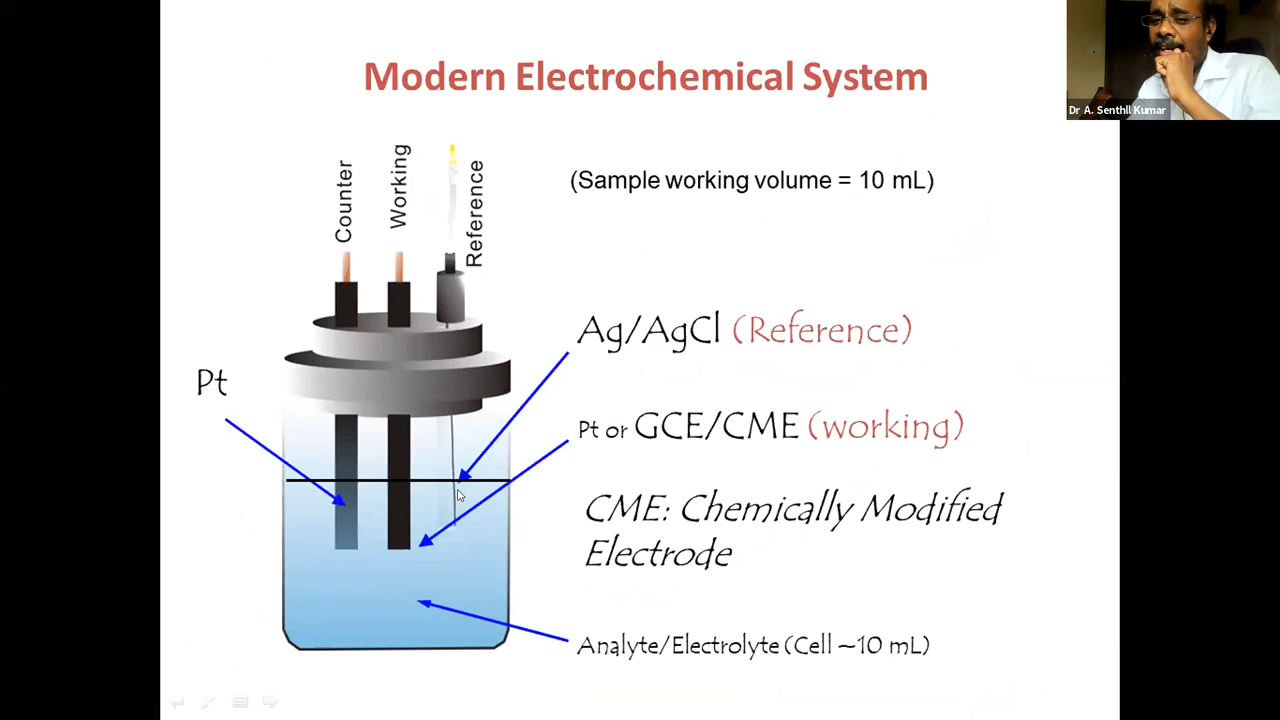 Modern Electrochemical System
Dr A. Senthil Kumar
Counter
Working
Reference
(Sample working volume = 10 mL)
Ag/AgCl (Reference)
Pt
Pt or GCE/CME (working)
CME: Chemically Modified
Electrode
Analyte/Electrolyte (Cell ~10 mL)